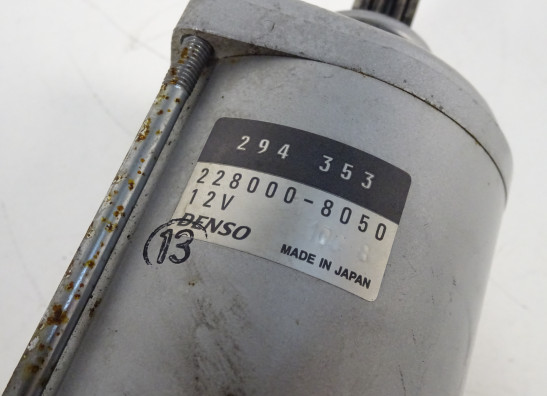 294 353
228000-8050
12V
DENSO
13
MADE IN JAPAN